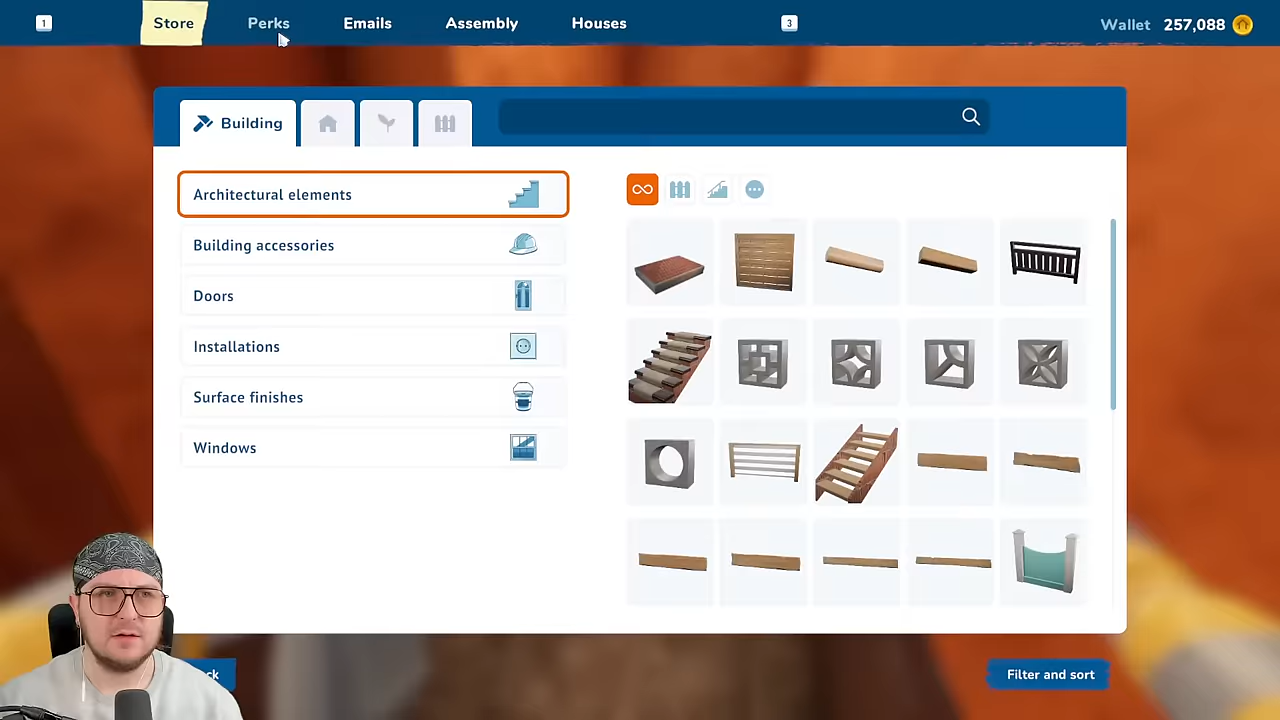 1
Store
Perks
Emails
Assembly
Houses
3
Wallet 257,088
Building
Architectural elements
Building accessories
Doors
Installations
Surface finishes
Windows
Filter and sort